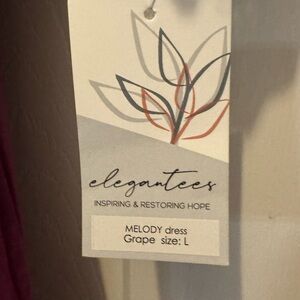 elegantees
INSPIRING & RESTORING HOPE
MELODY dress
Grape size: L